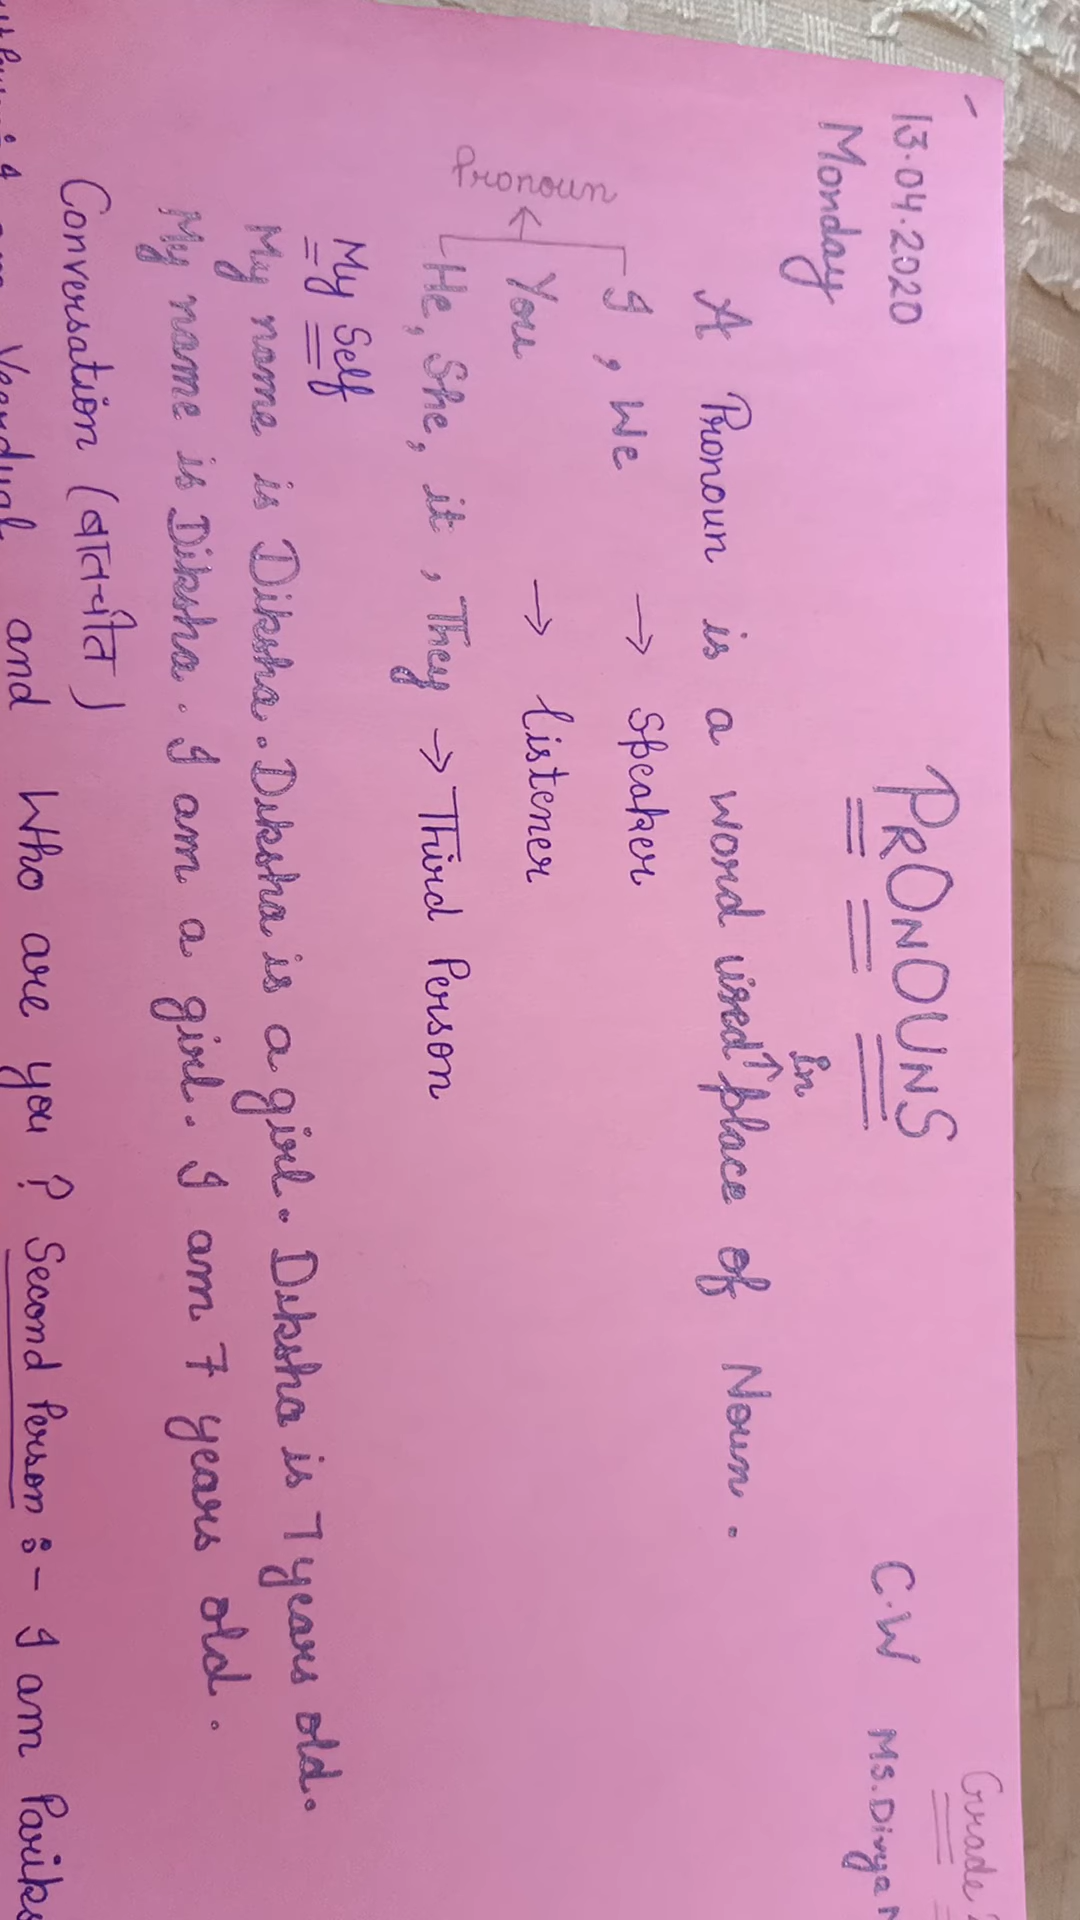 Grade
13.04.2020 PRONOUNS C.W Ms. Divya
Monday
in
A Pronoun is a word used ↑ place of Noun.
I, We → Speaker
You → listener
Pronoun
He, She, it, They → Third Person
My Self
My name is Diksha. Diksha is a girl. Diksha is 7 years old.
My name is Diksha. I am a girl. I am 7 years old.
Conversation (बातचीत)
and Who are you? Second Person :- I am